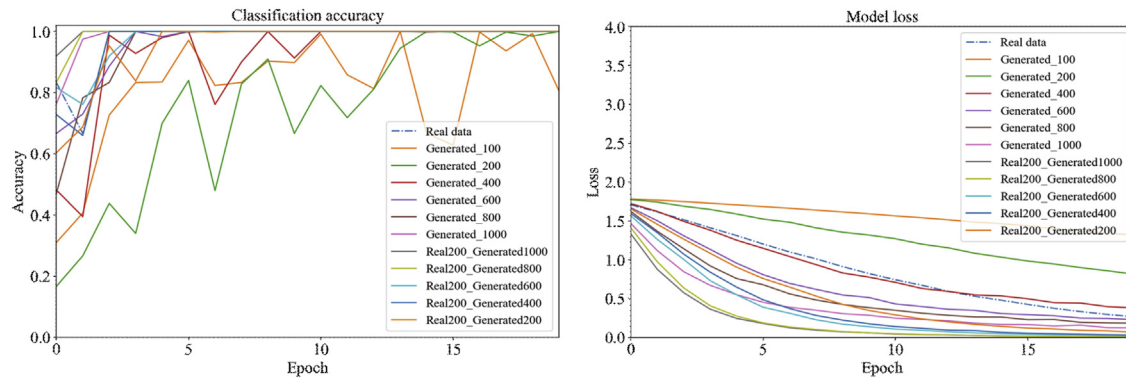 Classification accuracy
1.0
0.8
0.6
0.4
0.2
0.0
Accuracy
0
5
10
15
Epoch
Real data
Generated_100
Generated_200
Generated_400
Generated_600
Generated_800
Generated_1000
Real200_Generated1000
Real200_Generated800
Real200_Generated600
Real200_Generated400
Real200_Generated200
Model loss
4.0
3.5
3.0
2.5
2.0
1.5
1.0
0.5
0.0
Loss
0
5
10
15
Epoch
Real data
Generated_100
Generated_200
Generated_400
Generated_600
Generated_800
Generated_1000
Real200_Generated1000
Real200_Generated800
Real200_Generated600
Real200_Generated400
Real200_Generated200